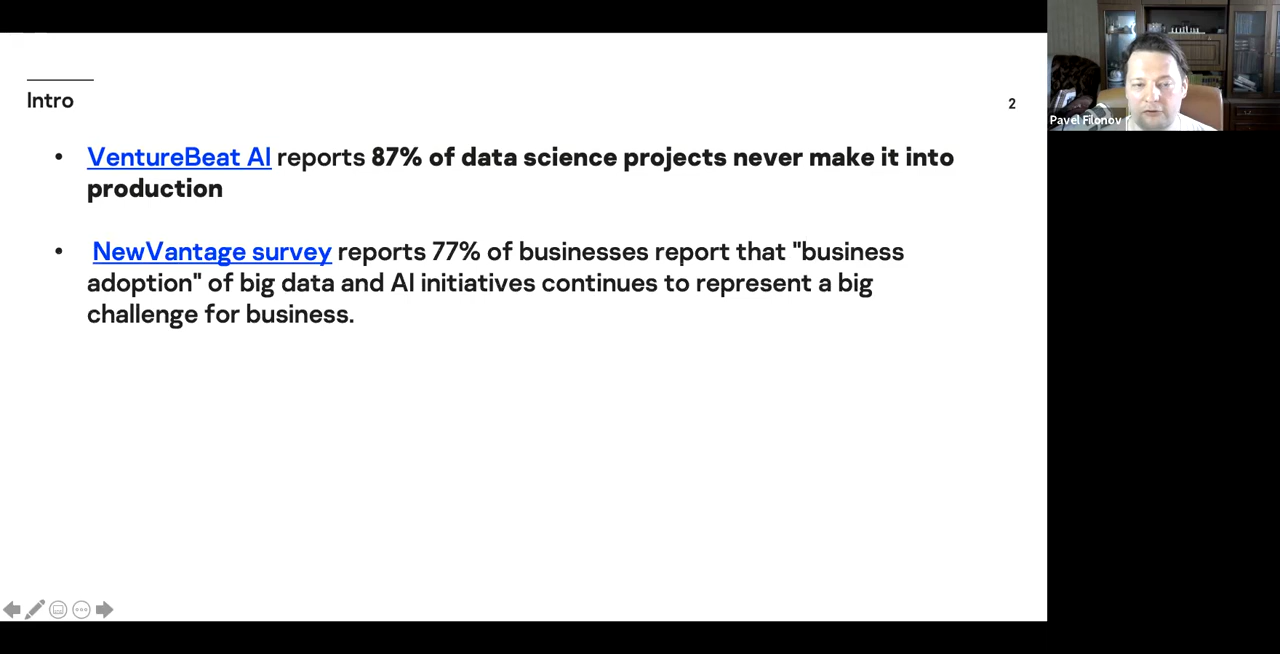 Intro
2
• VentureBeat AI reports 87% of data science projects never make it into
production
• NewVantage survey reports 77% of businesses report that "business
adoption" of big data and AI initiatives continues to represent a big
challenge for business.
Pavel Filonov